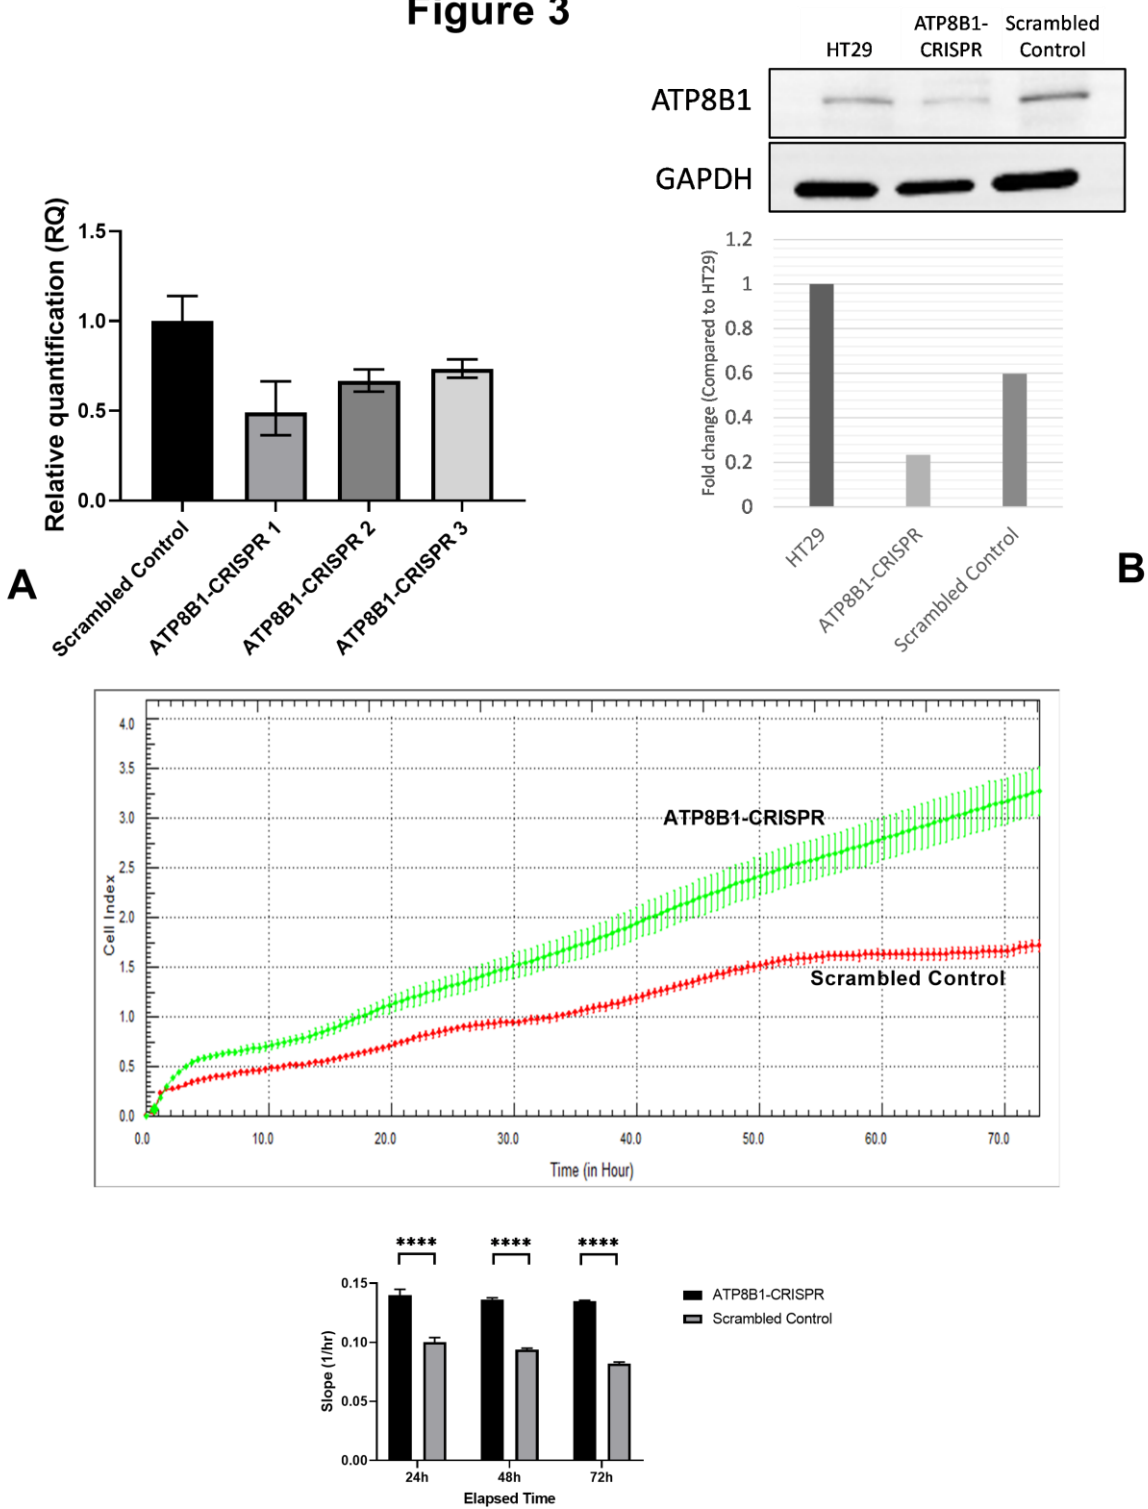 Figure 3
HT29
ATP8B1-
CRISPR
Scrambled
Control
ATP8B1
GAPDH
Relative quantification (RQ)
1.5
1.0
0.5
0.0
Scrambled Control
ATP8B1-CRISPR 1
ATP8B1-CRISPR 2
ATP8B1-CRISPR 3
A
Fold change (Compared to HT29)
1.2
1
0.8
0.6
0.4
0.2
0
HT29
ATP8B1-CRISPR
Scrambled Control
B
Cell Index
4.0
3.5
3.0
2.5
2.0
1.5
1.0
0.5
0.0
ATP8B1-CRISPR
Scrambled Control
0.0 10.0 20.0 30.0 40.0 50.0 60.0 70.0
Time (in Hour)
**** **** ****
Slope (1/hr)
0.15
0.10
0.05
0.00
24h 48h 72h
Elapsed Time
ATP8B1-CRISPR
Scrambled Control